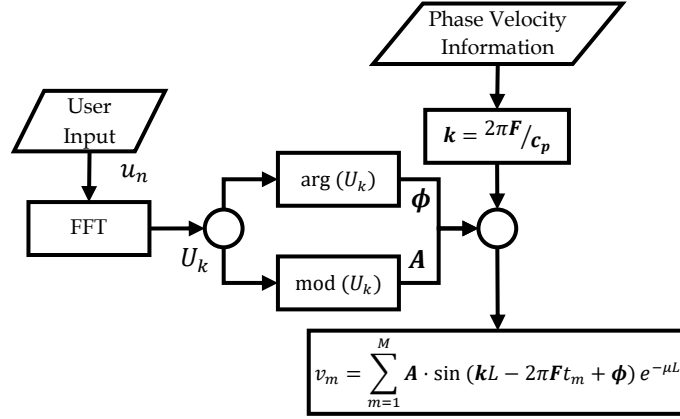 Phase Velocity
Information
User
Input
u_n
𝒌 = 2π𝑭/𝒄_𝒑
FFT
U_k
arg (U_k)
𝝓
mod (U_k)
𝑨
v_m = ∑_{m=1}^{M} 𝑨 · sin (𝒌L − 2π𝑭t_m + 𝝓) e^{−μL}